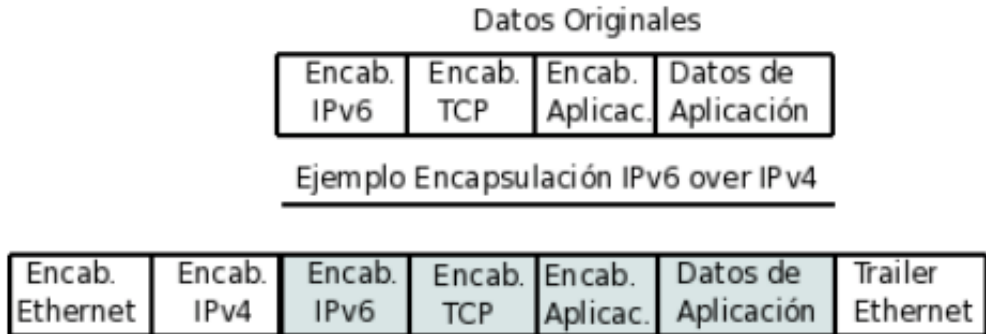 Datos Originales
Encab. Encab. Encab. Datos de
IPv6 TCP Aplicac. Aplicación
Ejemplo Encapsulación IPv6 over IPv4
Encab. Encab. Encab. Encab. Encab. Datos de Trailer
Ethernet IPv4 IPv6 TCP Aplicac. Aplicación Ethernet